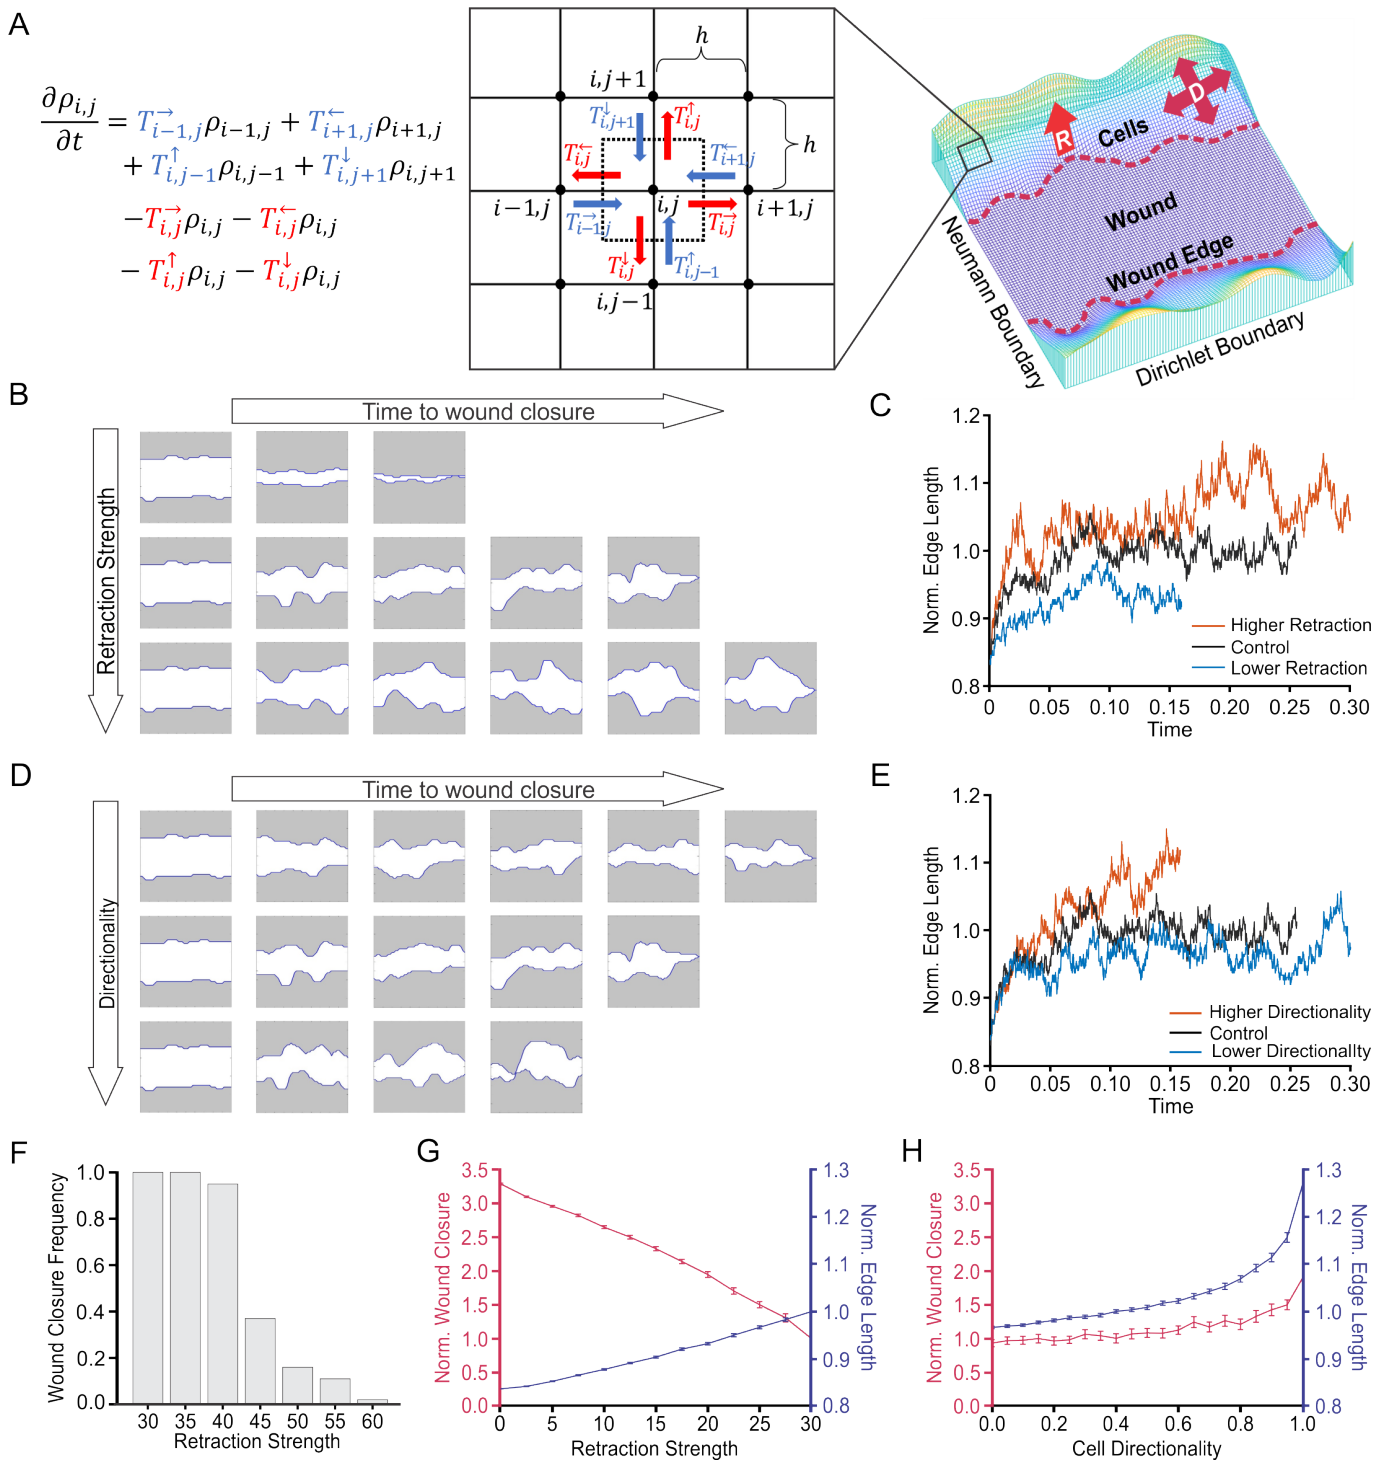 A
∂ρi,j/∂t = T→i−1,jρi−1,j + T←i+1,jρi+1,j
+ T↑i,j−1ρi,j−1 + T↓i,j+1ρi,j+1
−T→i,jρi,j − T←i,jρi,j
− T↑i,jρi,j − T↓i,jρi,j
h
i,j+1
T↓i,j+1
T↑i,j
h
T←i,j
T←i+1,j
i−1,j
i,j
i+1,j
T→i−1,j
T→i,j
T↓i,j
T↑i,j−1
i,j−1
D
R
Cells
Wound
Wound Edge
Neumann Boundary
Dirichlet Boundary
B
Time to wound closure
Retraction Strength
C
1.2
1.1
1.0
0.9
0.8
Norm. Edge Length
Higher Retraction
Control
Lower Retraction
0 0.05 0.10 0.15 0.20 0.25 0.30
Time
D
Time to wound closure
Directionality
E
1.2
1.1
1.0
0.9
0.8
Norm. Edge Length
Higher Directionality
Control
Lower Directionallty
0 0.05 0.10 0.15 0.20 0.25 0.30
Time
F
1.0
0.8
0.6
0.4
0.2
0.0
Wound Closure Frequency
30 35 40 45 50 55 60
Retraction Strength
G
3.5
3.0
2.5
2.0
1.5
1.0
0.5
0.0
Norm. Wound Closure
1.3
1.2
1.1
1.0
0.9
0.8
Norm. Edge Length
0 5 10 15 20 25 30
Retraction Strength
H
3.5
3.0
2.5
2.0
1.5
1.0
0.5
0.0
Norm. Wound Closure
1.3
1.2
1.1
1.0
0.9
0.8
Norm. Edge Length
0.0 0.2 0.4 0.6 0.8 1.0
Cell Directionality